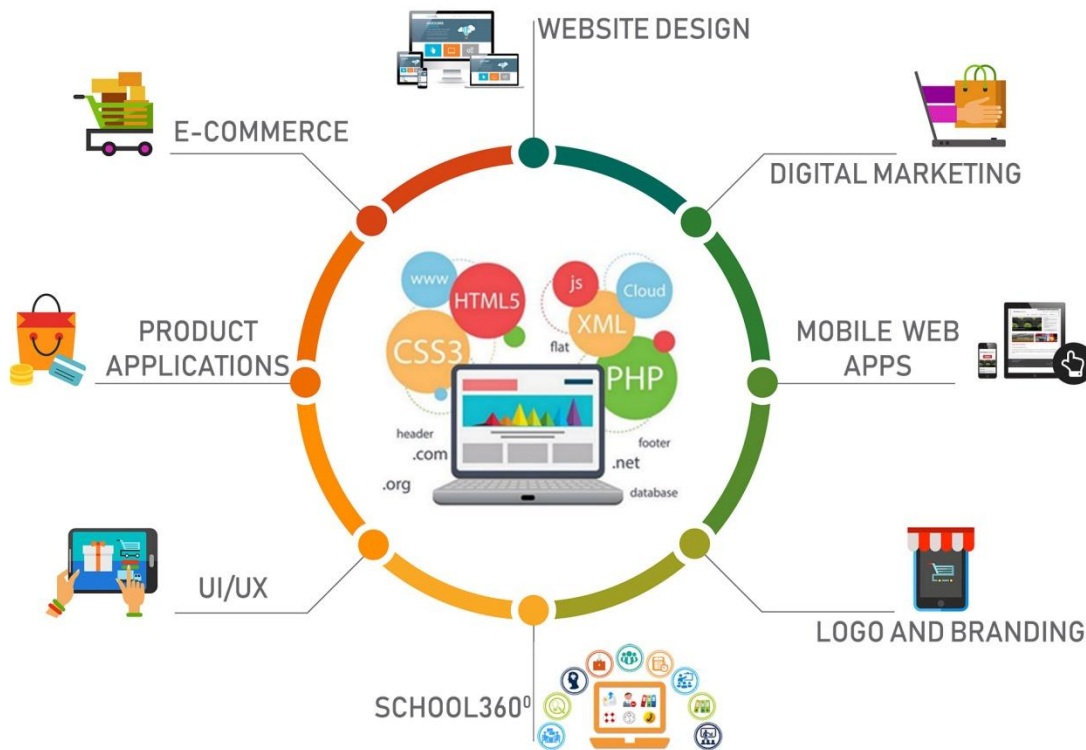 WEBSITE DESIGN
E-COMMERCE
DIGITAL MARKETING
www
HTML5
js
Cloud
XML
flat
CSS3
PHP
PRODUCT
APPLICATIONS
MOBILE WEB
APPS
header
.com
.org
footer
.net
database
UI/UX
LOGO AND BRANDING
SCHOOL360⁰